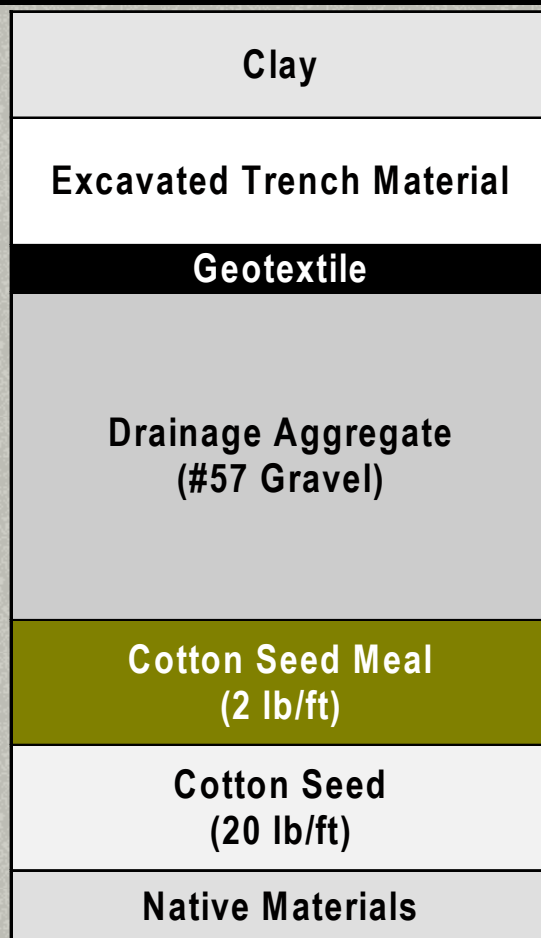 Clay
Excavated Trench Material
Geotextile
Drainage Aggregate
(#57 Gravel)
Cotton Seed Meal
(2 lb/ft)
Cotton Seed
(20 lb/ft)
Native Materials